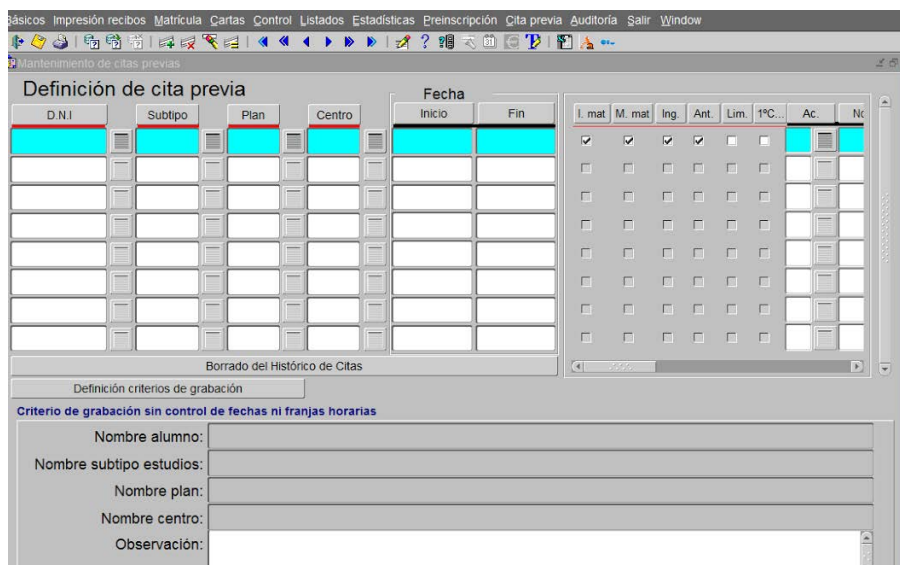 Básicos Impresión recibos Matrícula Cartas Control Listados Estadísticas Preinscripción Cita previa Auditoría Salir Window
Mantenimiento de citas previas
Definición de cita previa
Fecha
D.N.I Subtipo Plan Centro Inicio Fin I. mat M. mat Ing. Ant. Lim. 1ºC... Ac. No
Borrado del Histórico de Citas
Definición criterios de grabación
Criterio de grabación sin control de fechas ni franjas horarias
Nombre alumno:
Nombre subtipo estudios:
Nombre plan:
Nombre centro:
Observación: